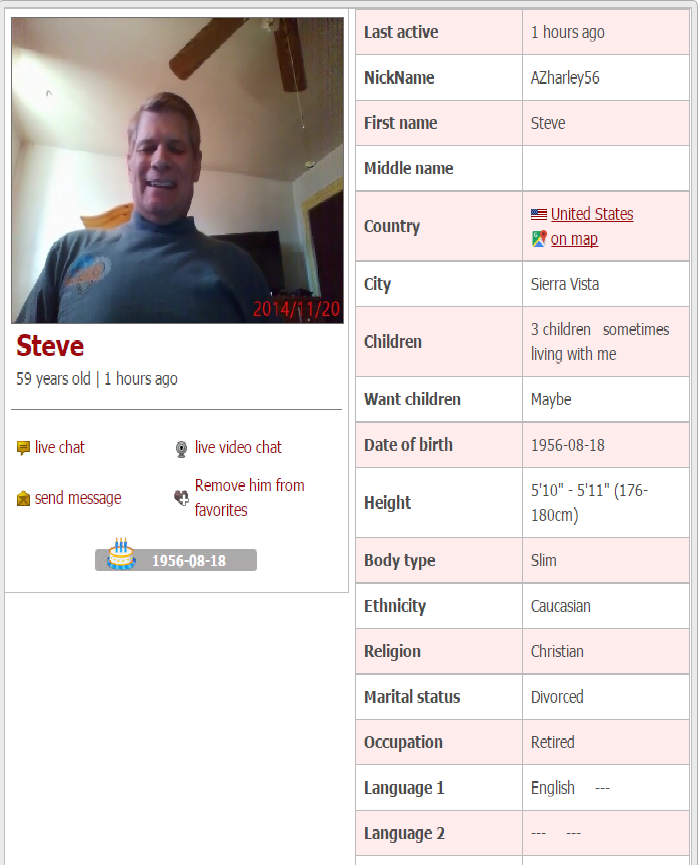 2014/11/20
Steve
59 years old | 1 hours ago
live chat
live video chat
send message
Remove him from
favorites
1956-08-18
Last active 1 hours ago
NickName AZharley56
First name Steve
Middle name
Country United States
on map
City Sierra Vista
Children 3 children sometimes
living with me
Want children Maybe
Date of birth 1956-08-18
Height 5'10" - 5'11" (176-
180cm)
Body type Slim
Ethnicity Caucasian
Religion Christian
Marital status Divorced
Occupation Retired
Language 1 English ---
Language 2 --- ---